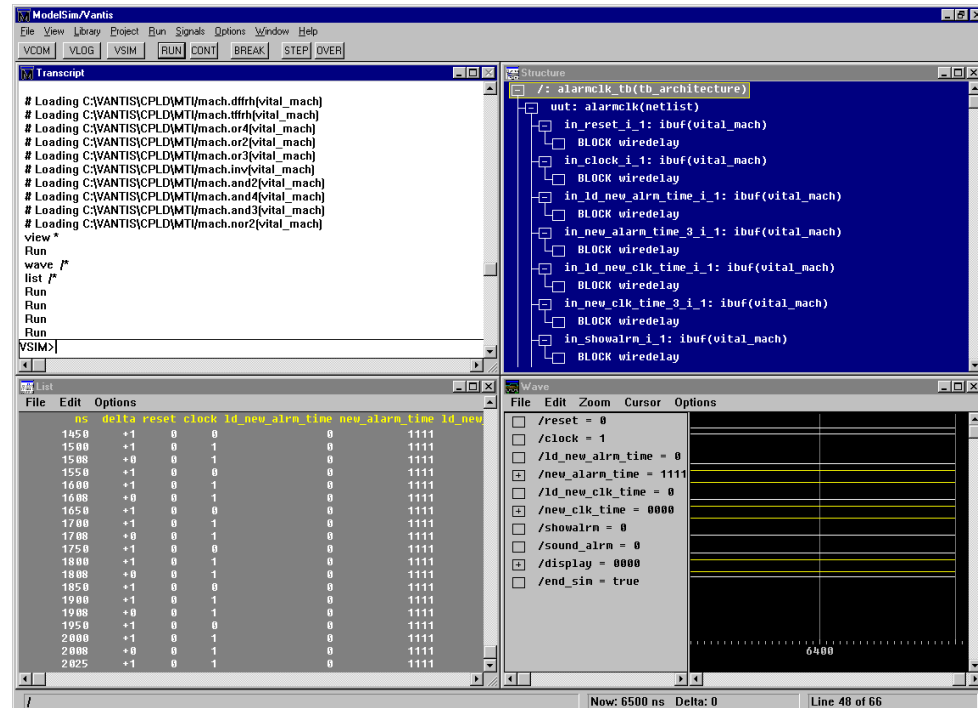 ModelSim/Vantis
File View Library Project Run Signals Options Window Help
VCOM VLOG VSIM RUN CONT BREAK STEP OVER
Transcript
# Loading C:\VANTIS\CPLD\MTI/mach.dffrh(vital_mach)
# Loading C:\VANTIS\CPLD\MTI/mach.tffrh(vital_mach)
# Loading C:\VANTIS\CPLD\MTI/mach.or4(vital_mach)
# Loading C:\VANTIS\CPLD\MTI/mach.or2(vital_mach)
# Loading C:\VANTIS\CPLD\MTI/mach.or3(vital_mach)
# Loading C:\VANTIS\CPLD\MTI/mach.inv(vital_mach)
# Loading C:\VANTIS\CPLD\MTI/mach.and2(vital_mach)
# Loading C:\VANTIS\CPLD\MTI/mach.and4(vital_mach)
# Loading C:\VANTIS\CPLD\MTI/mach.and3(vital_mach)
# Loading C:\VANTIS\CPLD\MTI/mach.nor2(vital_mach)
view *
Run
wave /*
list /*
Run
Run
Run
Run
VSIM>
Structure
/: alarmclk_tb(tb_architecture)
uut: alarmclk(netlist)
in_reset_i_1: ibuf(vital_mach)
BLOCK wiredelay
in_clock_i_1: ibuf(vital_mach)
BLOCK wiredelay
in_ld_new_alrm_time_i_1: ibuf(vital_mach)
BLOCK wiredelay
in_new_alarm_time_3_i_1: ibuf(vital_mach)
BLOCK wiredelay
in_ld_new_clk_time_i_1: ibuf(vital_mach)
BLOCK wiredelay
in_new_clk_time_3_i_1: ibuf(vital_mach)
BLOCK wiredelay
in_showalrm_i_1: ibuf(vital_mach)
BLOCK wiredelay
List
File Edit Options
ns delta reset clock ld_new_alrm_time new_alarm_time ld_new_
1450 +1 0 0 0 1111
1500 +1 0 1 0 1111
1508 +0 0 1 0 1111
1550 +1 0 0 0 1111
1600 +1 0 1 0 1111
1608 +0 0 1 0 1111
1650 +1 0 0 0 1111
1700 +1 0 1 0 1111
1708 +0 0 1 0 1111
1750 +1 0 0 0 1111
1800 +1 0 1 0 1111
1808 +0 0 1 0 1111
1850 +1 0 0 0 1111
1900 +1 0 1 0 1111
1908 +0 0 1 0 1111
1950 +1 0 0 0 1111
2000 +1 0 1 0 1111
2008 +0 0 1 0 1111
2025 +1 0 1 0 1111
Wave
File Edit Zoom Cursor Options
/reset = 0
/clock = 1
/ld_new_alrm_time = 0
/new_alarm_time = 1111
/ld_new_clk_time = 0
/new_clk_time = 0000
/showalrm = 0
/sound_alrm = 0
/display = 0000
/end_sim = true
6400
/
Now: 6500 ns Delta: 0
Line 48 of 66